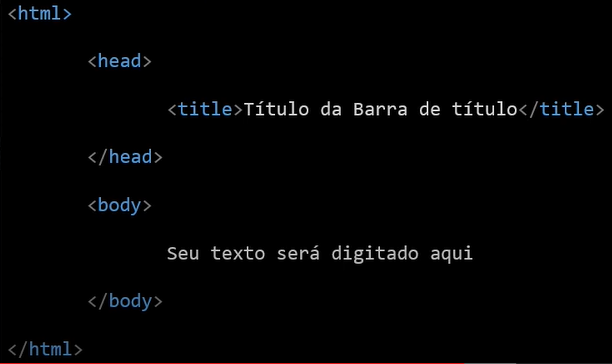 <html>
<head>
<title>Título da Barra de título</title>
</head>
<body>
Seu texto será digitado aqui
</body>
</html>